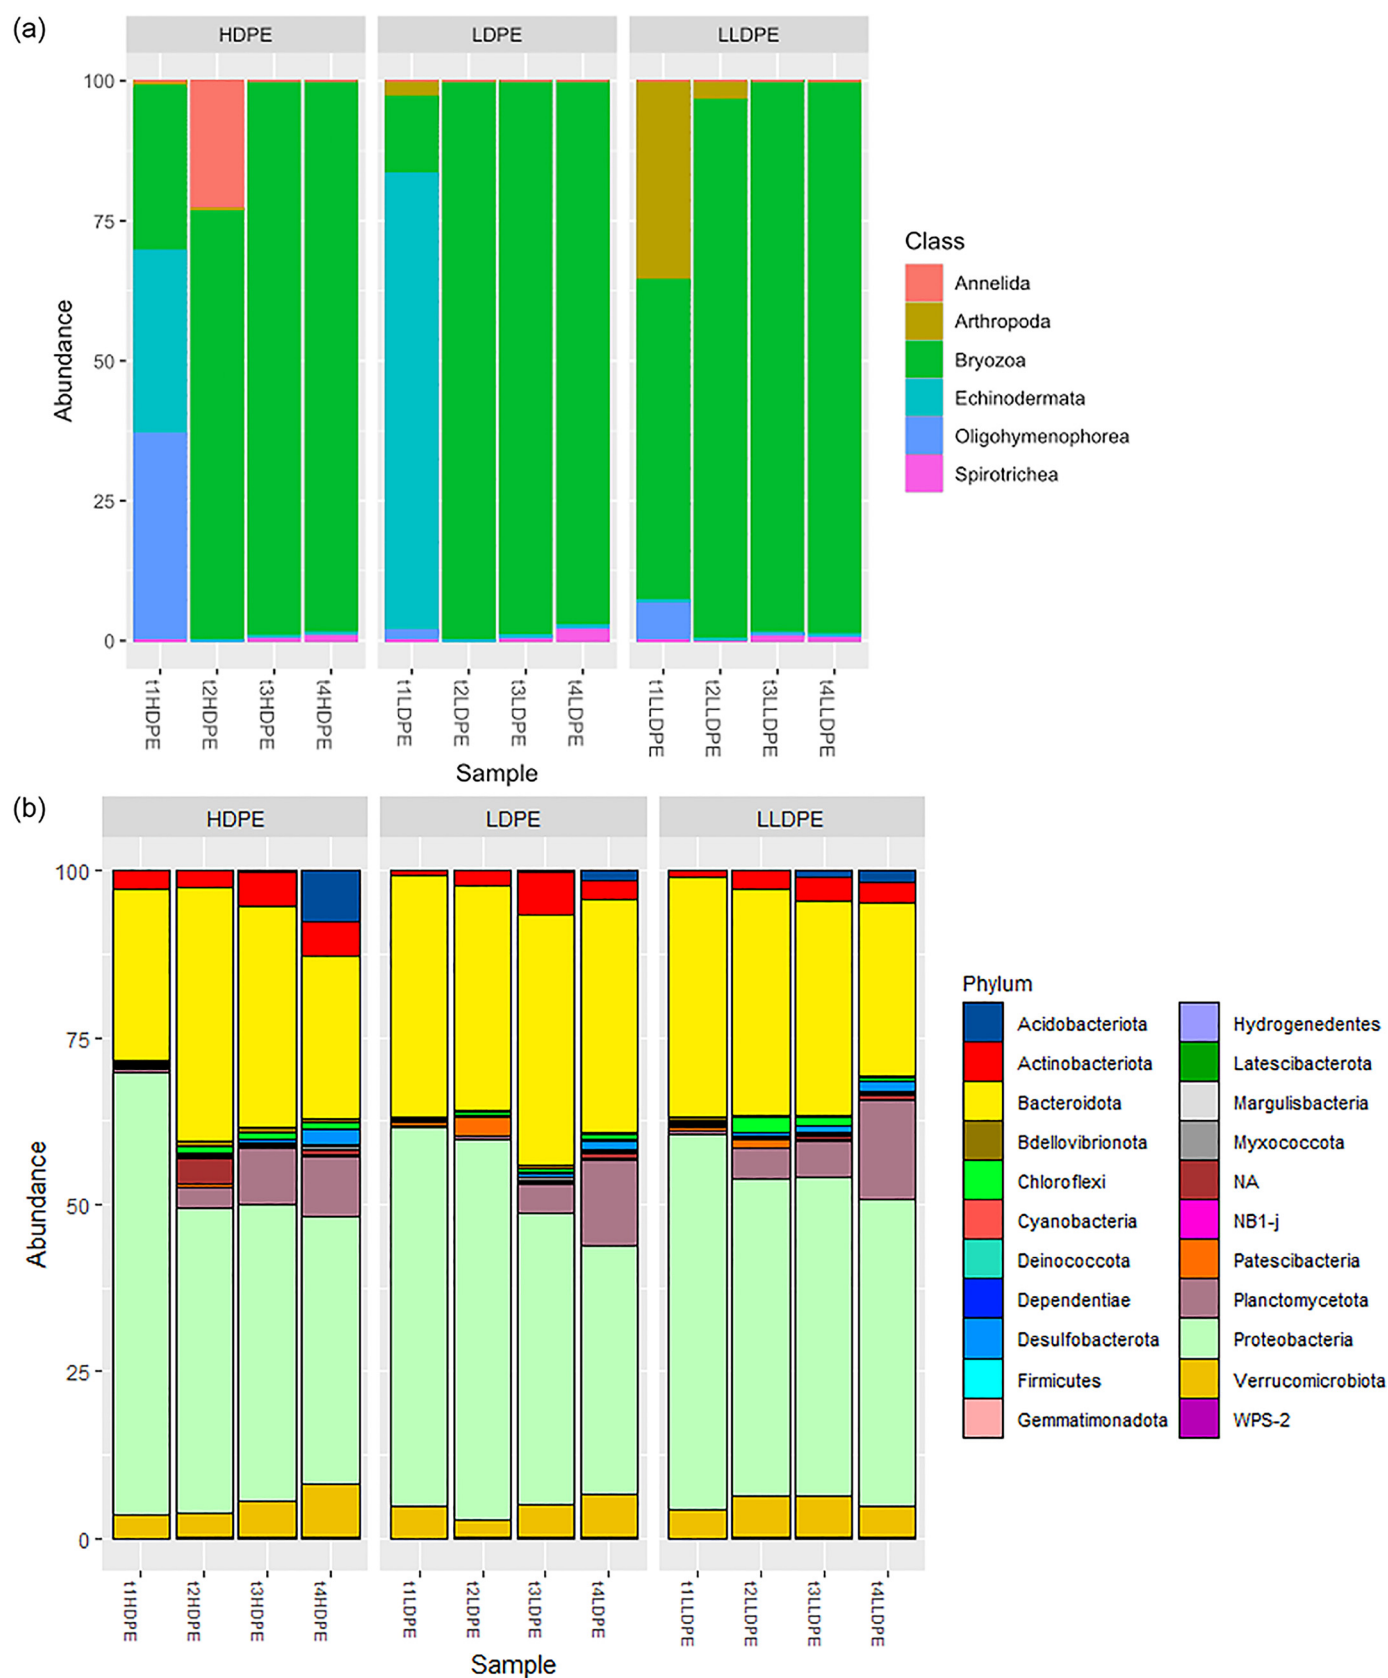 (a)
HDPE LDPE LLDPE
100
75
50
25
0
Abundance
t1HDPE t2HDPE t3HDPE t4HDPE t1LDPE t2LDPE t3LDPE t4LDPE t1LLDPE t2LLDPE t3LLDPE t4LLDPE
Sample
Class
Annelida
Arthropoda
Bryozoa
Echinodermata
Oligohymenophorea
Spirotrichea
(b)
HDPE LDPE LLDPE
100
75
50
25
0
Abundance
t1HDPE t2HDPE t3HDPE t4HDPE t1LDPE t2LDPE t3LDPE t4LDPE t1LLDPE t2LLDPE t3LLDPE t4LLDPE
Sample
Phylum
Acidobacteriota Hydrogenedentes
Actinobacteriota Latescibacterota
Bacteroidota Margulisbacteria
Bdellovibrionota Myxococcota
Chloroflexi NA
Cyanobacteria NB1-j
Deinococcota Patescibacteria
Dependentiae Planctomycetota
Desulfobacterota Proteobacteria
Firmicutes Verrucomicrobiota
Gemmatimonadota WPS-2